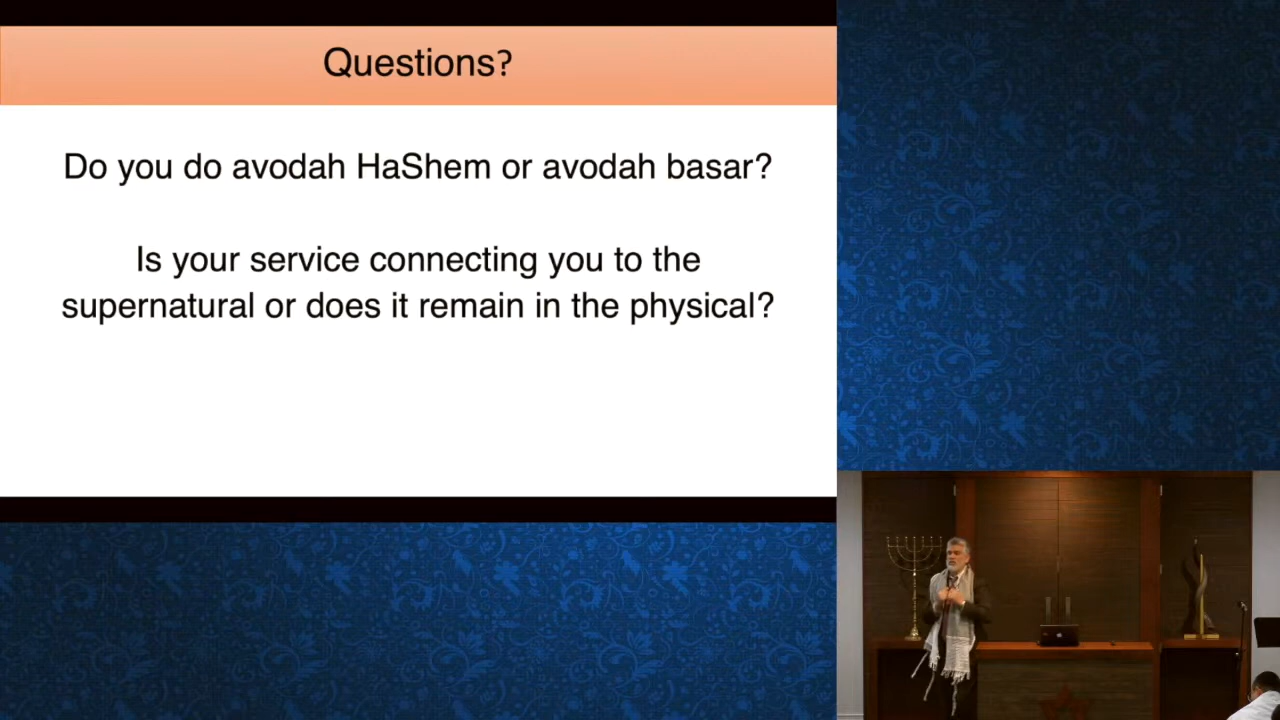 Questions?
Do you do avodah HaShem or avodah basar?
Is your service connecting you to the
supernatural or does it remain in the physical?